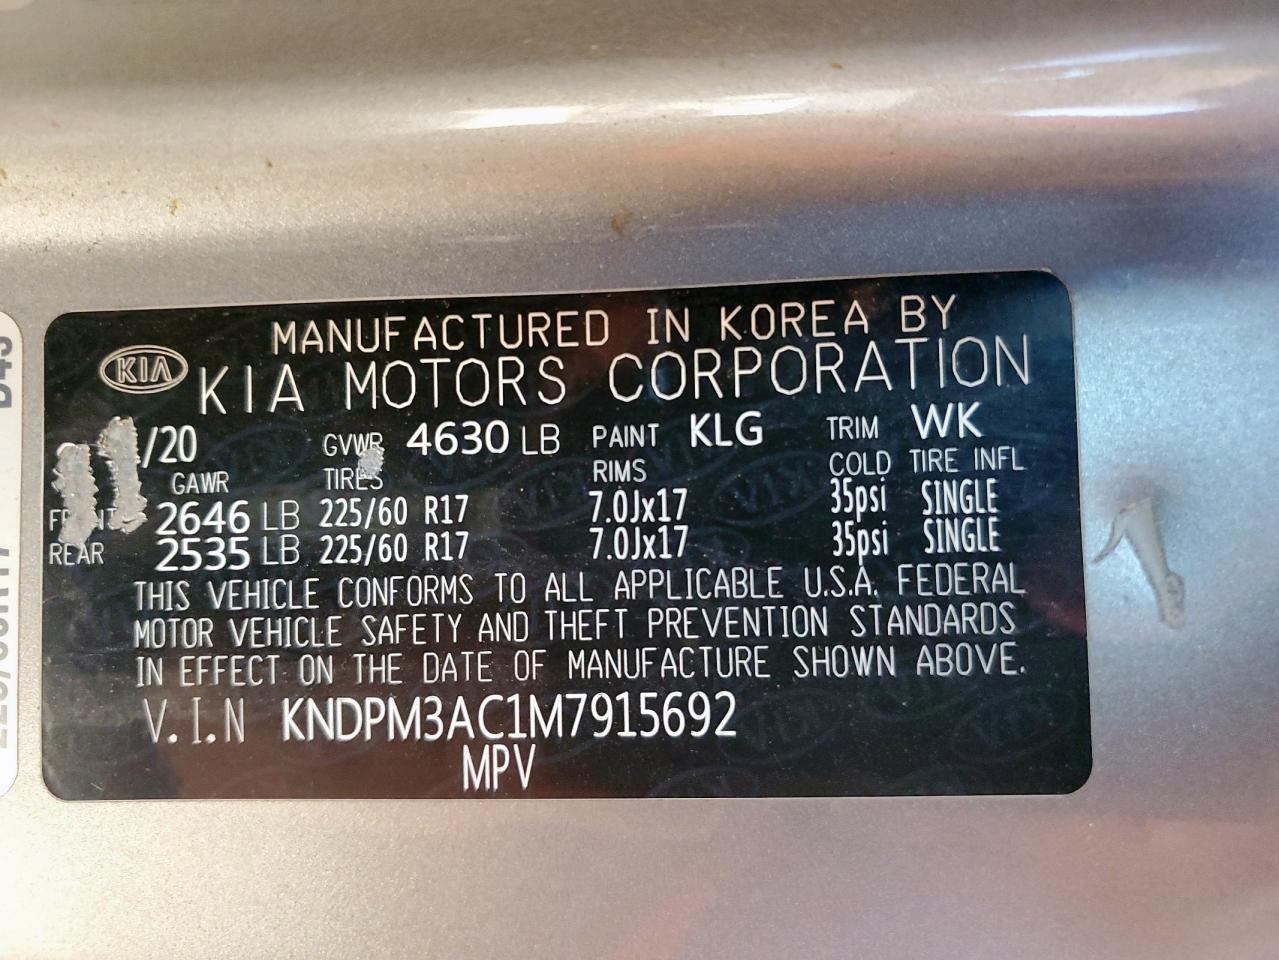 MANUFACTURED IN KOREA BY
KIA KIA MOTORS CORPORATION
/20 GVWR 4630 LB PAINT KLG TRIM WK
GAWR TIRES RIMS COLD TIRE INFL
FRONT 2646 LB 225/60 R17 7.0Jx17 35psi SINGLE
REAR 2535 LB 225/60 R17 7.0Jx17 35psi SINGLE
THIS VEHICLE CONFORMS TO ALL APPLICABLE U.S.A. FEDERAL
MOTOR VEHICLE SAFETY AND THEFT PREVENTION STANDARDS
IN EFFECT ON THE DATE OF MANUFACTURE SHOWN ABOVE.
V.I.N KNDPM3AC1M7915692
MPV